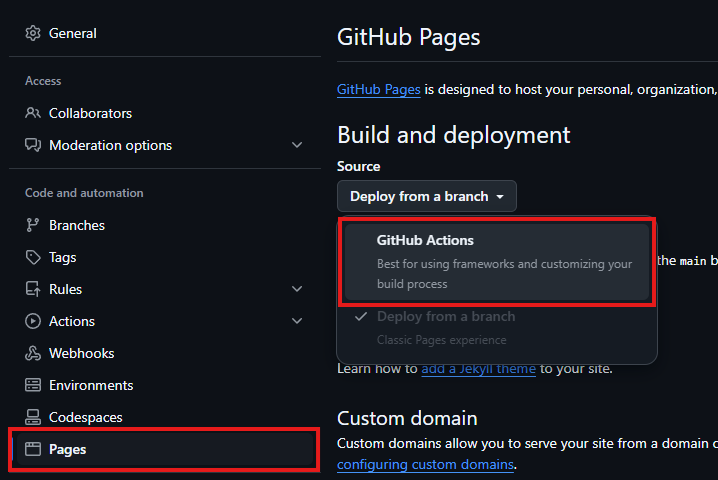 General
Access
Collaborators
Moderation options
Code and automation
Branches
Tags
Rules
Actions
Webhooks
Environments
Codespaces
Pages
GitHub Pages
GitHub Pages is designed to host your personal, organization,
Build and deployment
Source
Deploy from a branch
GitHub Actions
Best for using frameworks and customizing your
build process
the main b
Deploy from a branch
Classic Pages experience
Learn how to add a Jekyll theme to your site.
Custom domain
Custom domains allow you to serve your site from a domain o
configuring custom domains.